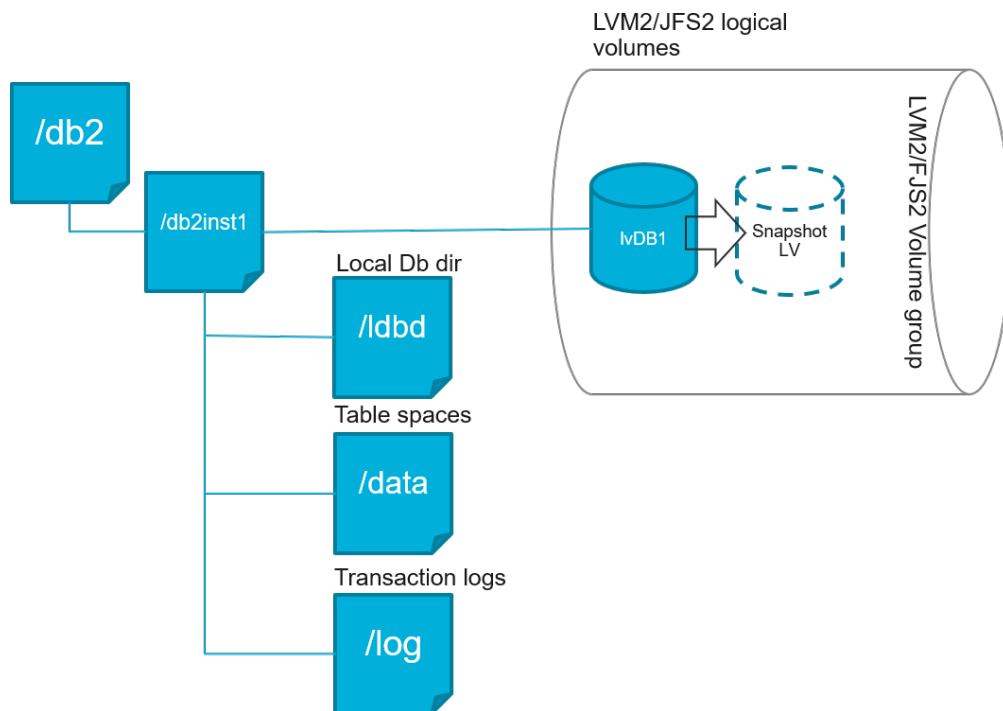 LVM2/JFS2 logical
volumes
/db2
/db2inst1
lvDB1
Snapshot
LV
LVM2/FJS2 Volume group
Local Db dir
/ldbd
Table spaces
/data
Transaction logs
/log